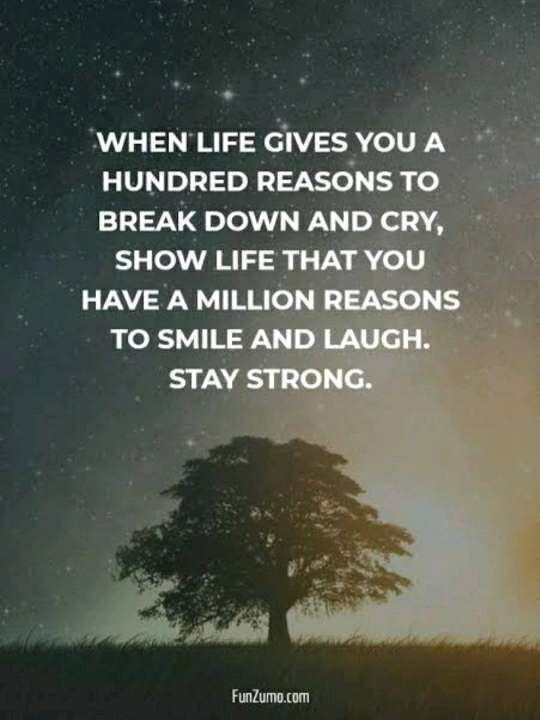 WHEN LIFE GIVES YOU A
HUNDRED REASONS TO
BREAK DOWN AND CRY,
SHOW LIFE THAT YOU
HAVE A MILLION REASONS
TO SMILE AND LAUGH.
STAY STRONG.
FunZumo.com